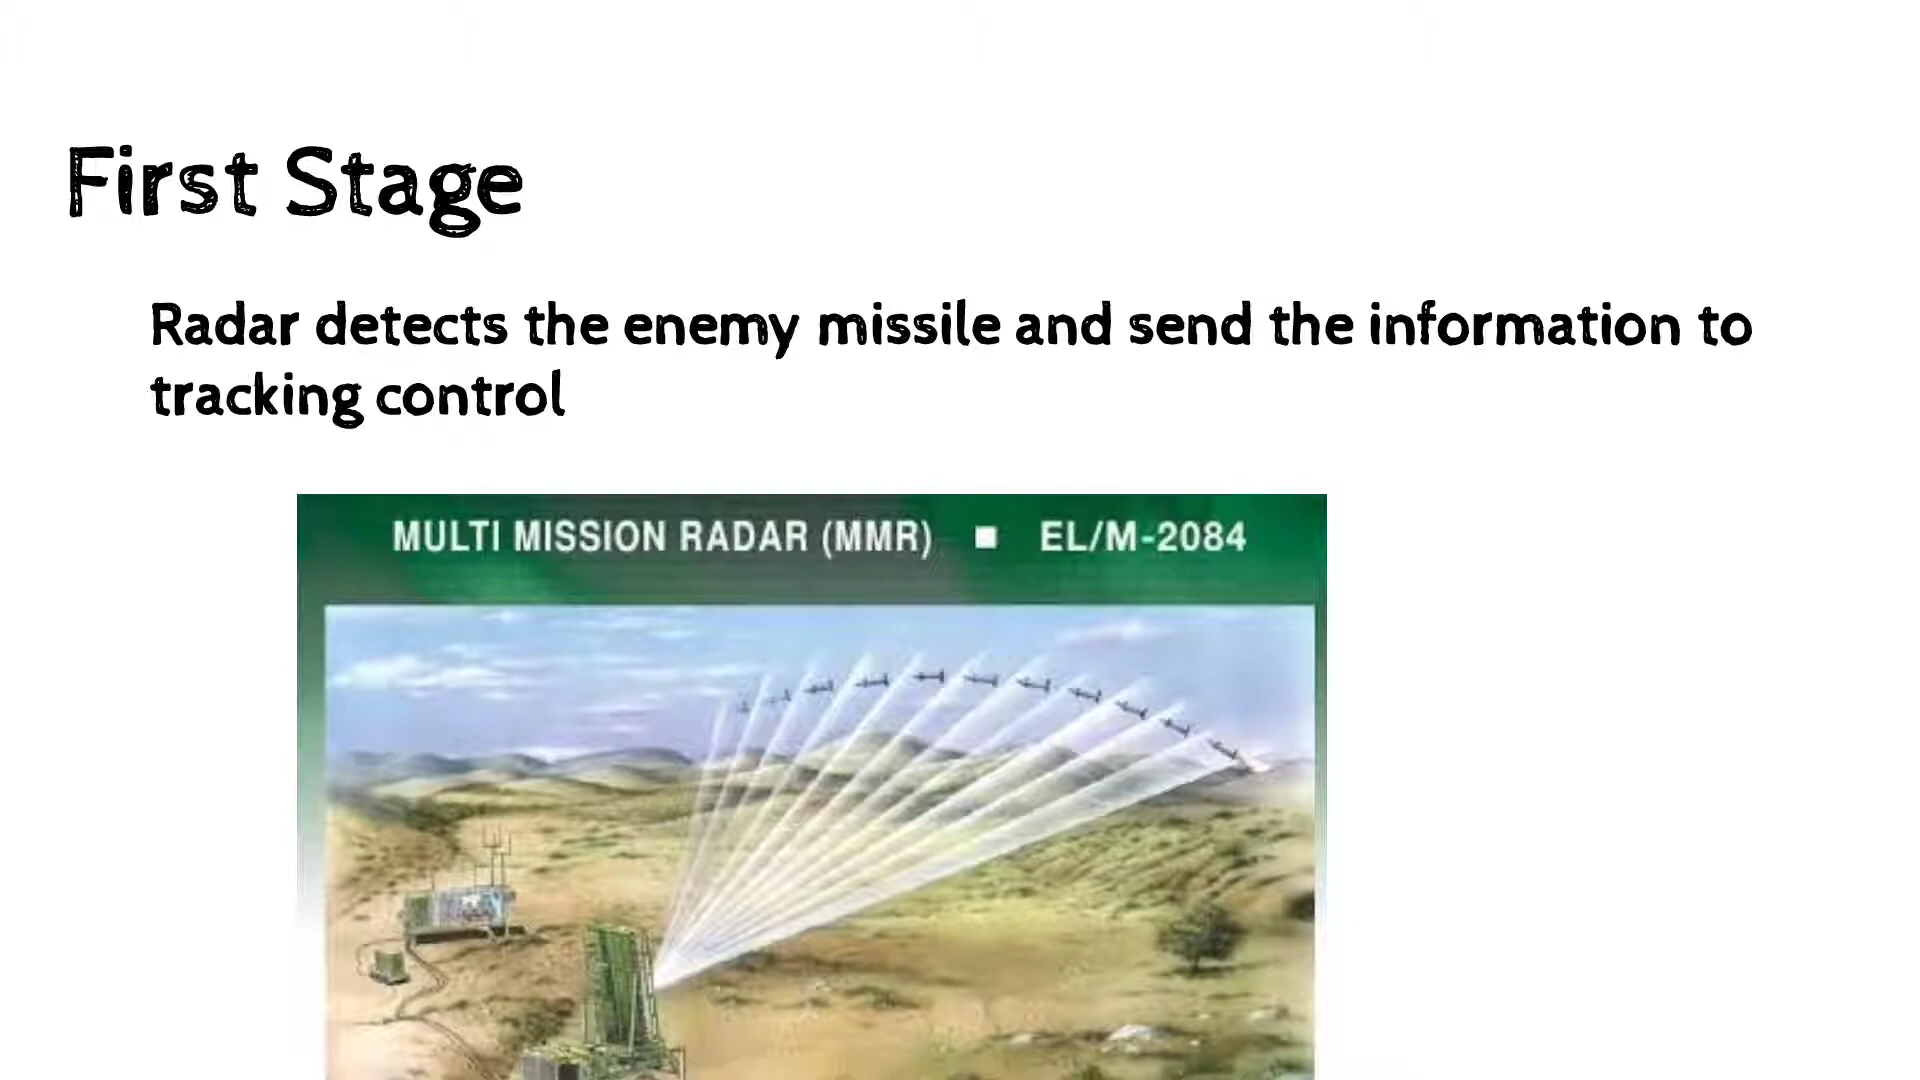 First Stage
Radar detects the enemy missile and send the information to
tracking control
MULTI MISSION RADAR (MMR) ■ EL/M-2084